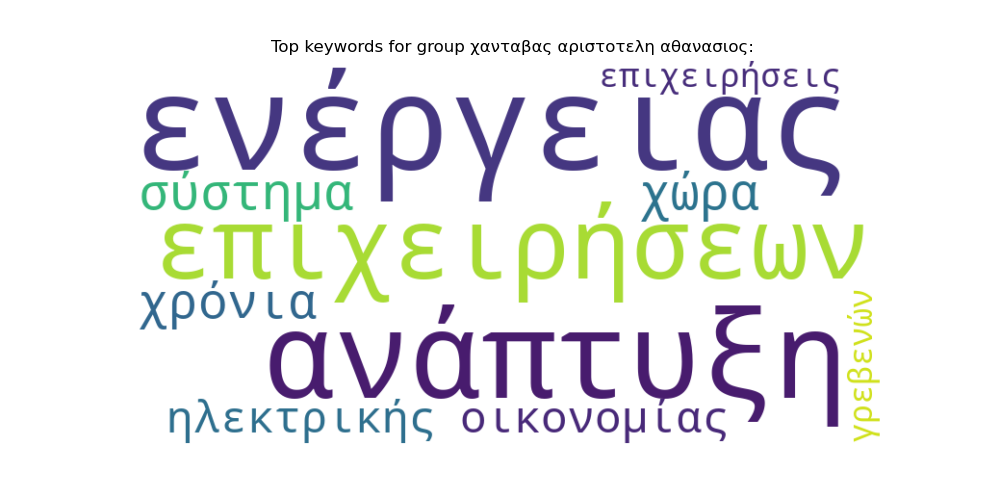 Top keywords for group χανταβας αριστοτελη αθανασιος:
επιχειρήσεις
ενέργειας
σύστημα χώρα
επιχειρήσεων
χρόνια
ανάπτυξη
γρεβενών
ηλεκτρικής οικονομίας